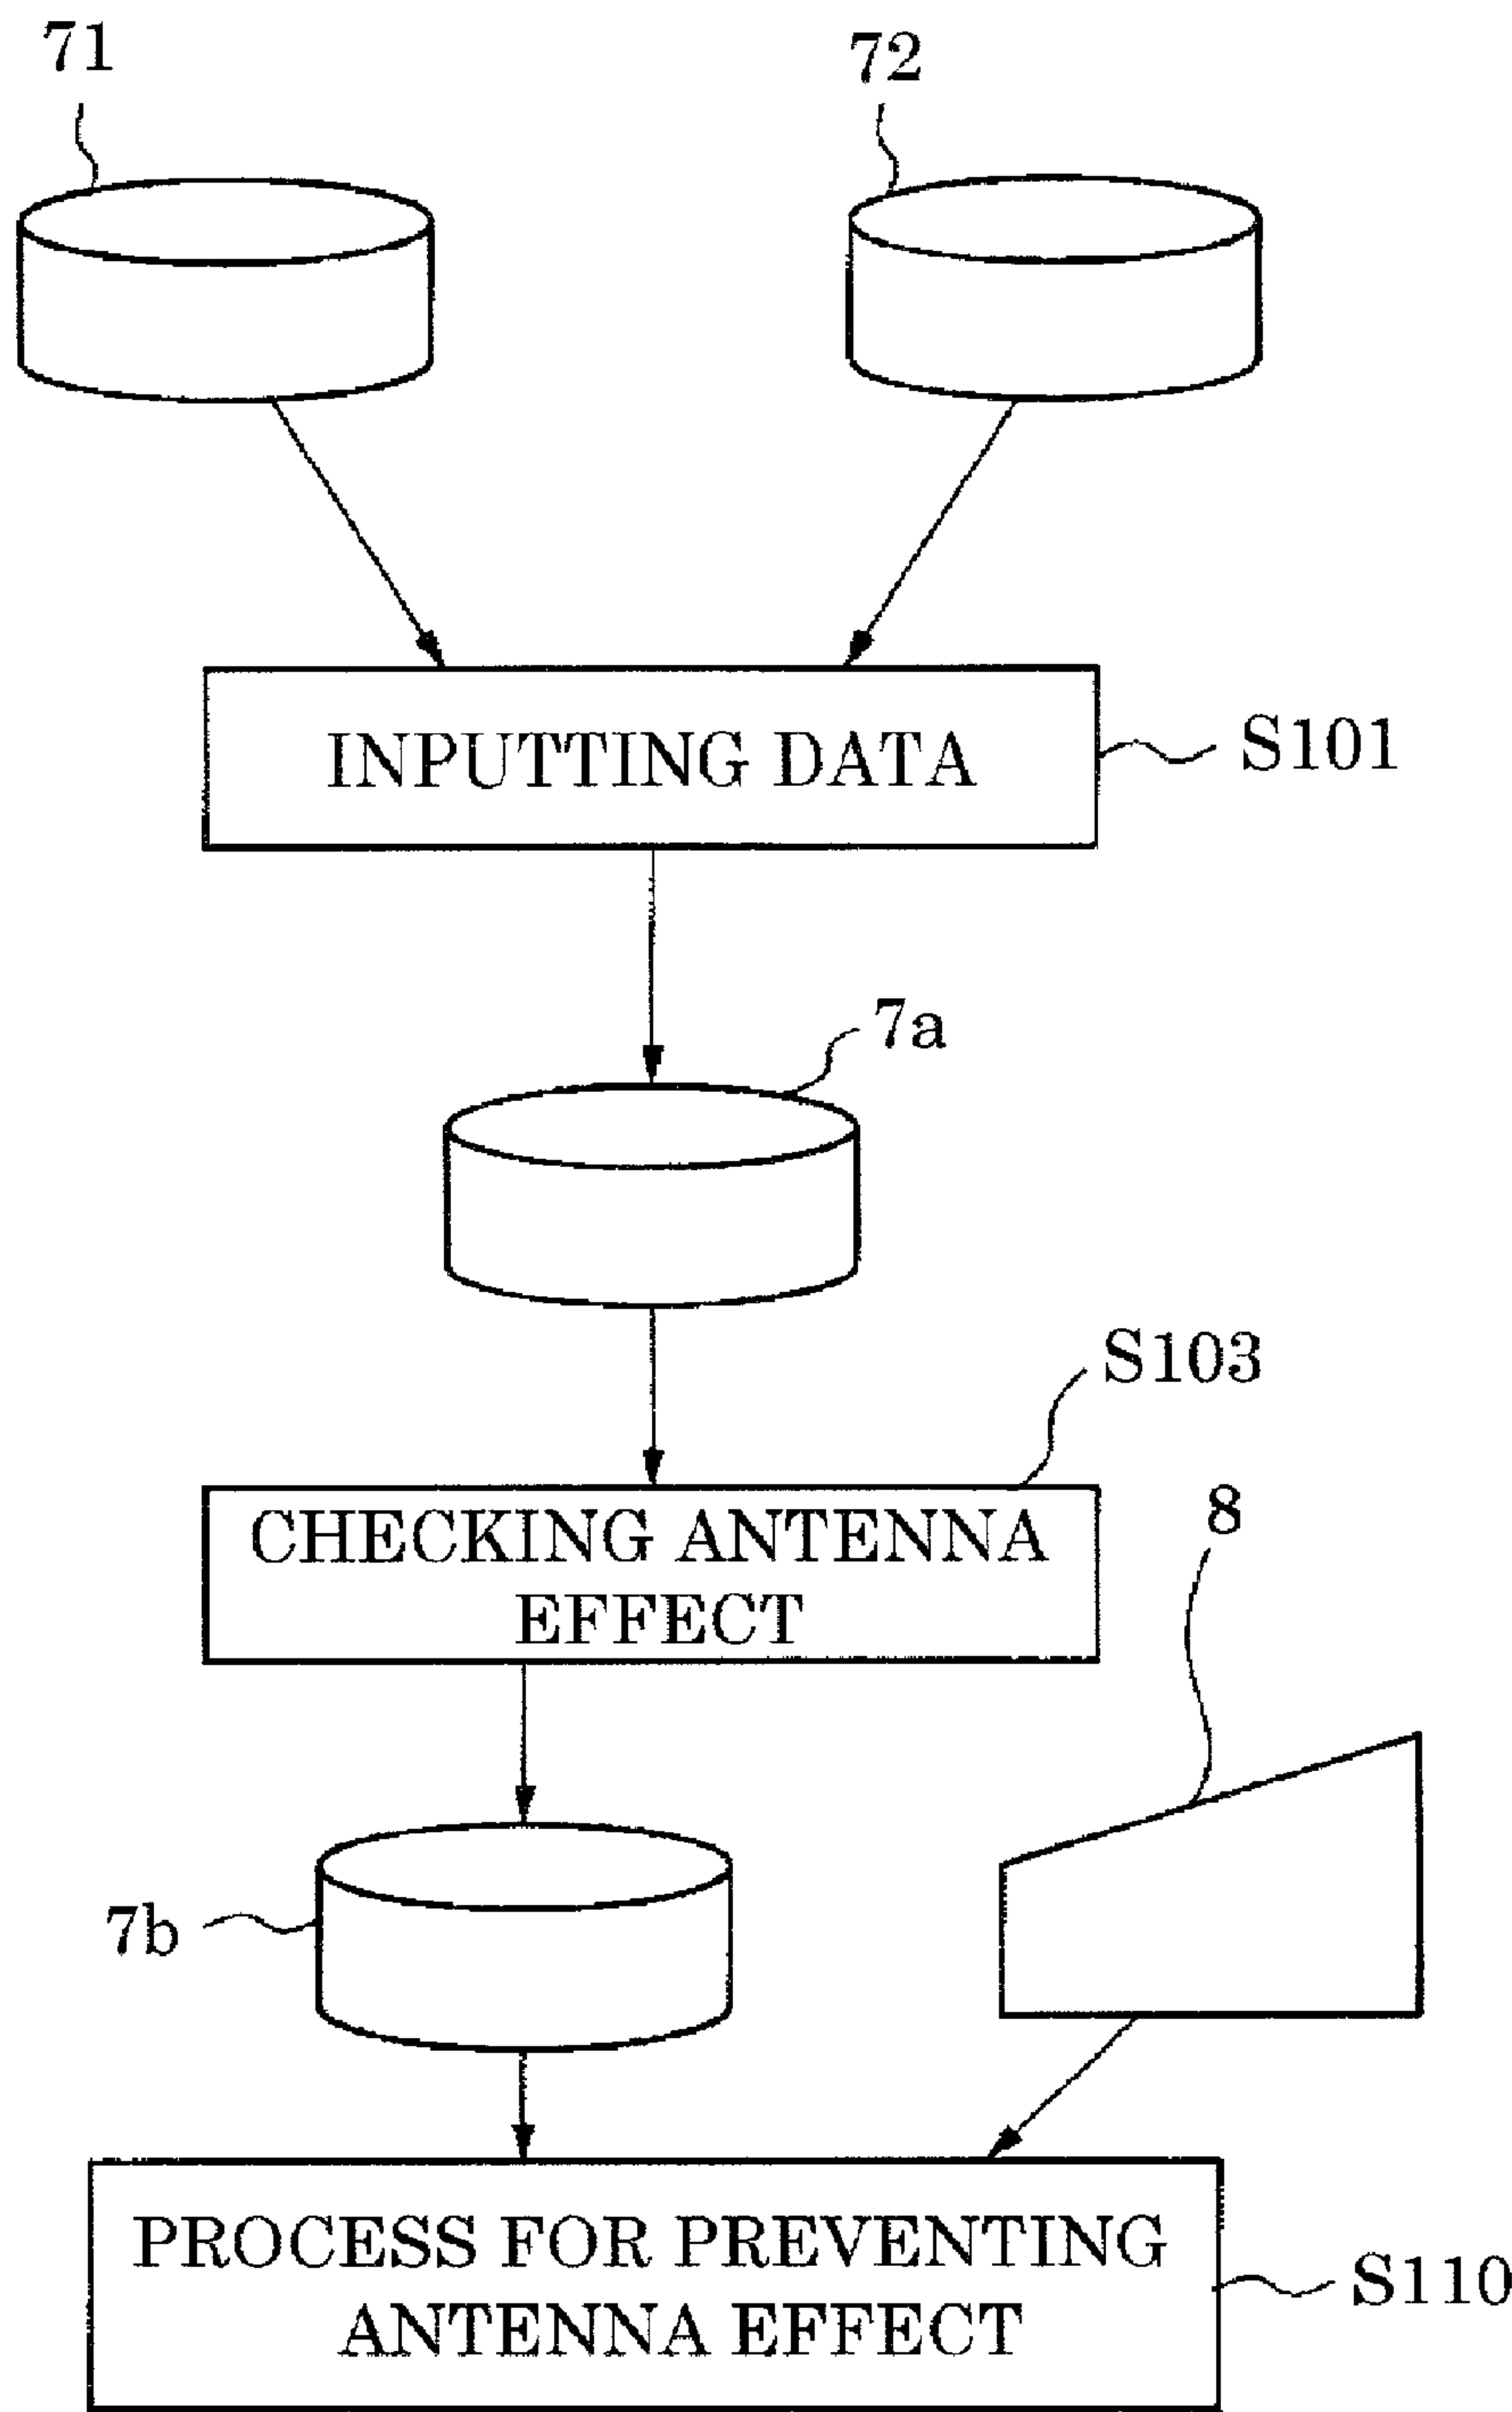 71
72
INPUTTING DATA
S101
7a
S103
CHECKING ANTENNA
EFFECT
8
7b
PROCESS FOR PREVENTING
ANTENNA EFFECT
S110